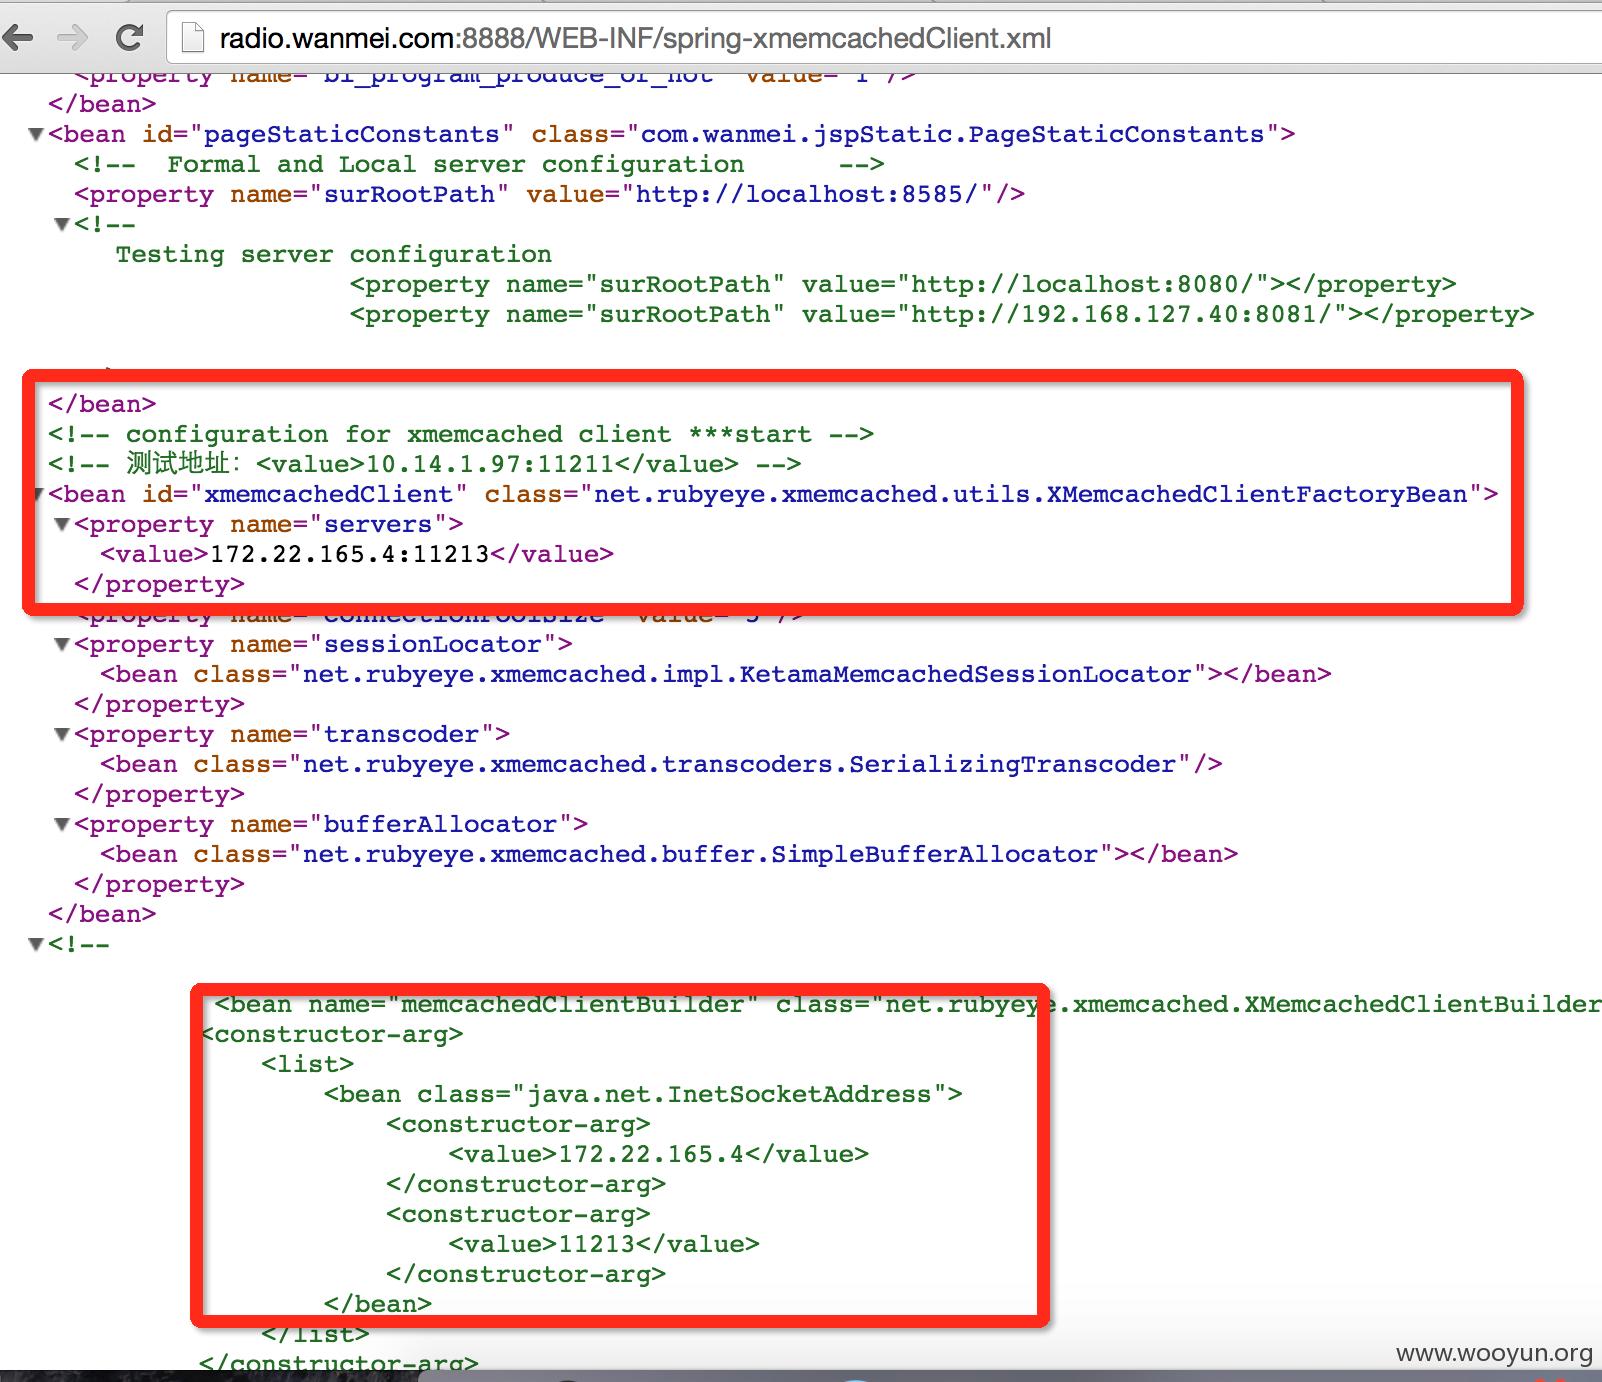 radio.wanmei.com:8888/WEB-INF/spring-xmemcachedClient.xml
<property name="bi_program_produce_or_not" value="1"/>
</bean>
<bean id="pageStaticConstants" class="com.wanmei.jspStatic.PageStaticConstants">
<!--  Formal and Local server configuration      -->
<property name="surRootPath" value="http://localhost:8585/"/>
<!--
Testing server configuration
<property name="surRootPath" value="http://localhost:8080/"></property>
<property name="surRootPath" value="http://192.168.127.40:8081/"></property>
</bean>
<!-- configuration for xmemcached client ***start -->
<!-- 测试地址：<value>10.14.1.97:11211</value> -->
<bean id="xmemcachedClient" class="net.rubyeye.xmemcached.utils.XMemcachedClientFactoryBean">
<property name="servers">
<value>172.22.165.4:11213</value>
</property>
<property name="connectionPoolSize" value="5"/>
<property name="sessionLocator">
<bean class="net.rubyeye.xmemcached.impl.KetamaMemcachedSessionLocator"></bean>
</property>
<property name="transcoder">
<bean class="net.rubyeye.xmemcached.transcoders.SerializingTranscoder"/>
</property>
<property name="bufferAllocator">
<bean class="net.rubyeye.xmemcached.buffer.SimpleBufferAllocator"></bean>
</property>
</bean>
<!--
<bean name="memcachedClientBuilder" class="net.rubyeye.xmemcached.XMemcachedClientBuilder
<constructor-arg>
<list>
<bean class="java.net.InetSocketAddress">
<constructor-arg>
<value>172.22.165.4</value>
</constructor-arg>
<constructor-arg>
<value>11213</value>
</constructor-arg>
</bean>
</list>
</constructor-arg>
www.wooyun.org